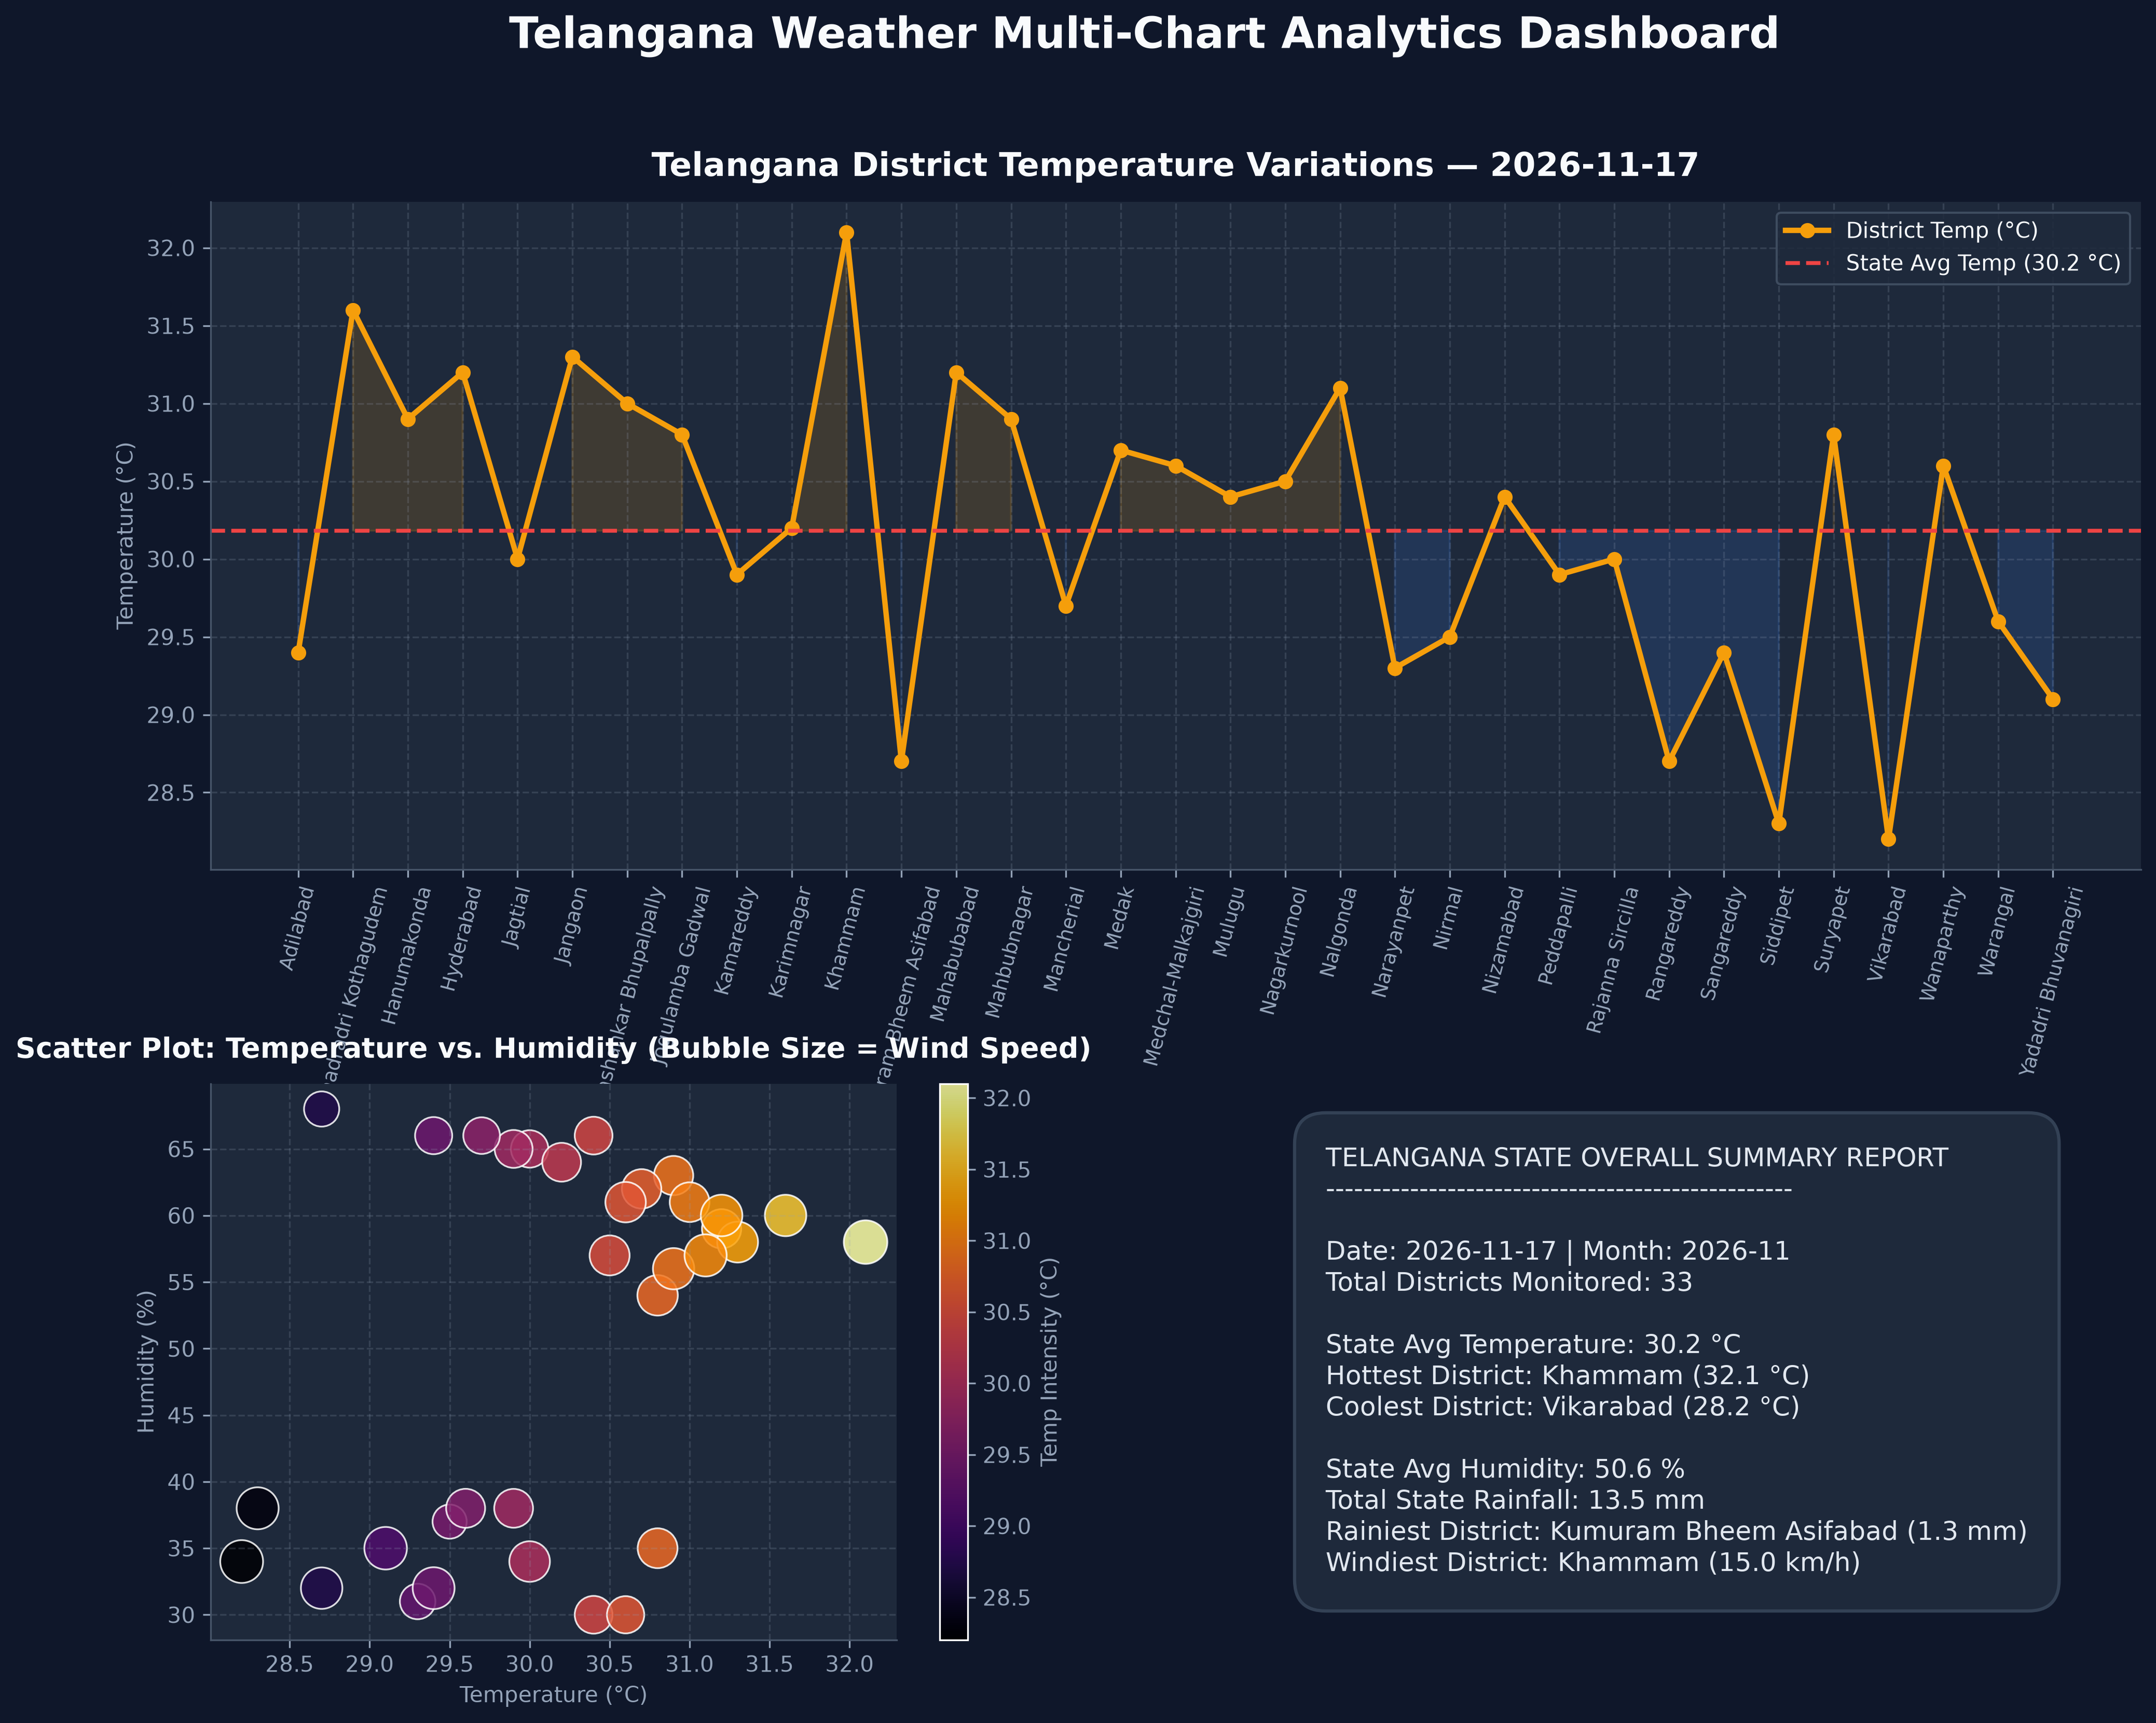 Telangana Weather Multi-Chart Analytics Dashboard
Telangana District Temperature Variations — 2026-11-17
District Temp (°C)
State Avg Temp (30.2 °C)
Temperature (°C)
32.0
31.5
31.0
30.5
30.0
29.5
29.0
28.5
Adilabad
Kothagudem
Hanumakonda
Hyderabad
Jagtial
Jangaon
Bhupalpally
Gadwal
Kamareddy
Karimnagar
Khammam
Bheem Asifabad
Mahabubabad
Mahbubnagar
Mancherial
Medak
Medchal-Malkajgiri
Mulugu
Nagarkurnool
Nalgonda
Narayanpet
Nirmal
Nizamabad
Peddapalli
Rajanna Sircilla
Rangareddy
Sangareddy
Siddipet
Suryapet
Vikarabad
Wanaparthy
Warangal
Yadadri Bhuvanagiri
Scatter Plot: Temperature vs. Humidity (Bubble Size = Wind Speed)
Humidity (%)
65
60
55
50
45
40
35
30
28.5
29.0
29.5
30.0
30.5
31.0
31.5
32.0
Temperature (°C)
32.0
31.5
31.0
30.5
30.0
29.5
29.0
28.5
Temp Intensity (°C)
TELANGANA STATE OVERALL SUMMARY REPORT
--------------------------------------------------
Date: 2026-11-17 | Month: 2026-11
Total Districts Monitored: 33
State Avg Temperature: 30.2 °C
Hottest District: Khammam (32.1 °C)
Coolest District: Vikarabad (28.2 °C)
State Avg Humidity: 50.6 %
Total State Rainfall: 13.5 mm
Rainiest District: Kumuram Bheem Asifabad (1.3 mm)
Windiest District: Khammam (15.0 km/h)